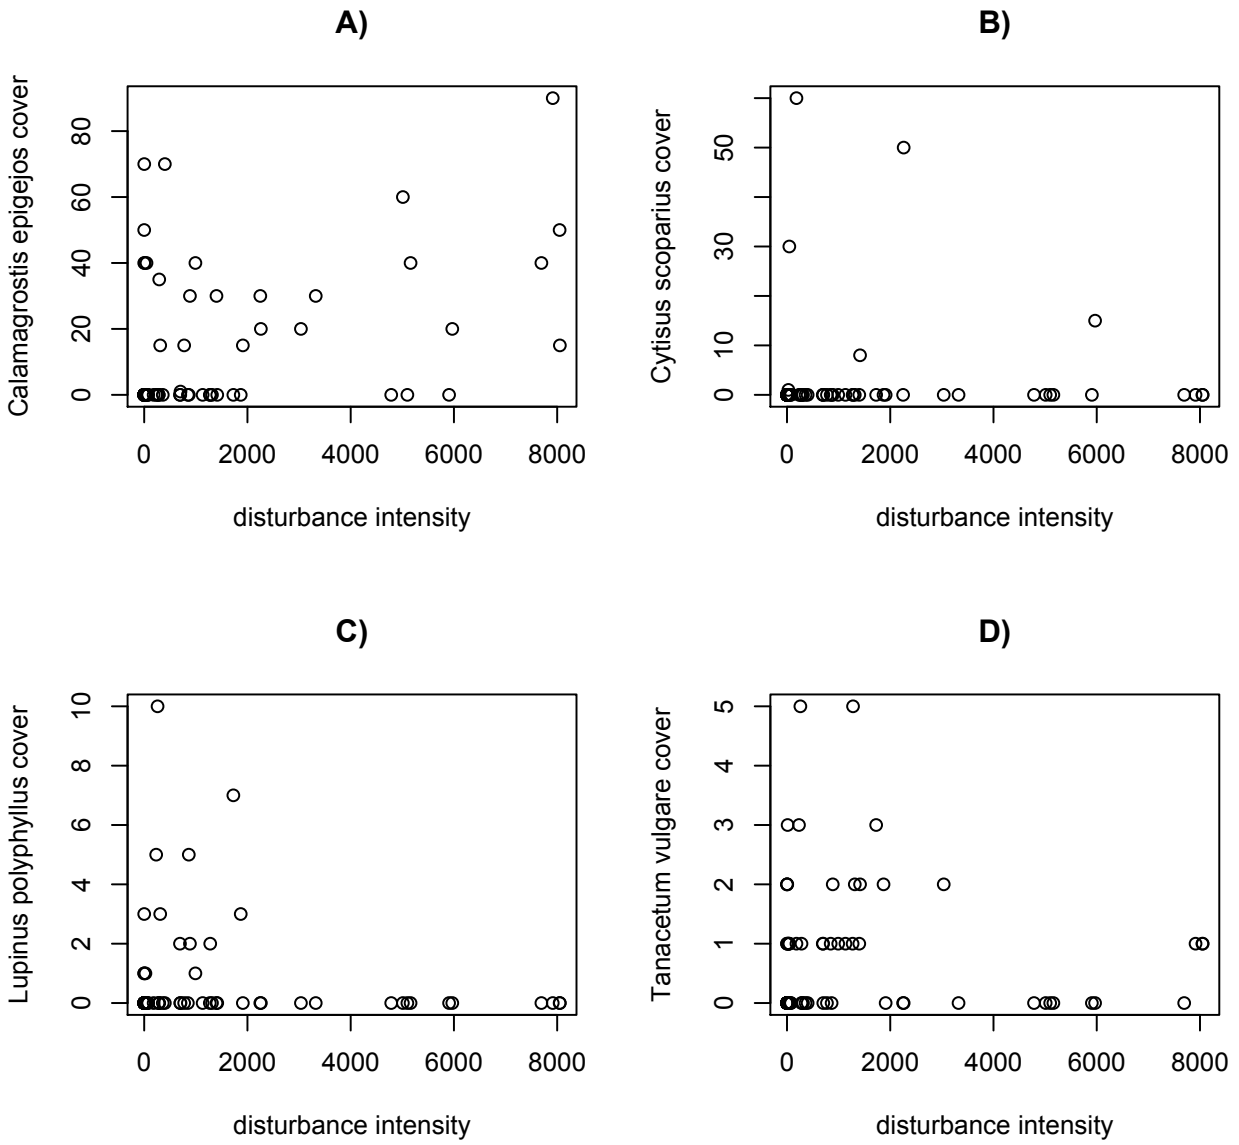 A)
Calamagrostis epigejos cover
80
60
40
20
0
0 2000 4000 6000 8000
disturbance intensity
B)
Cytisus scoparius cover
50
30
10
0
0 2000 4000 6000 8000
disturbance intensity
C)
Lupinus polyphyllus cover
10
8
6
4
2
0
0 2000 4000 6000 8000
disturbance intensity
D)
Tanacetum vulgare cover
5
4
3
2
1
0
0 2000 4000 6000 8000
disturbance intensity